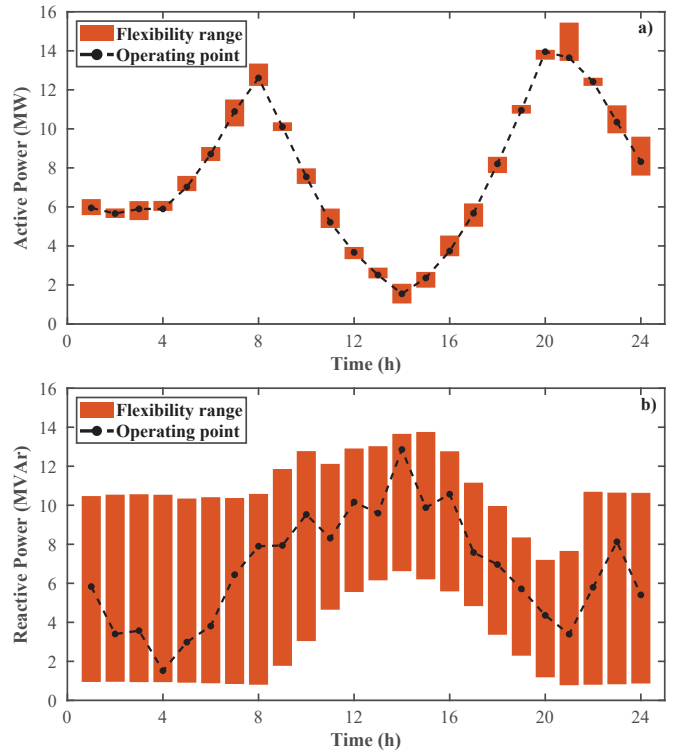 16
14
12
10
8
6
4
2
0
Active Power (MW)
Flexibility range
Operating point
a)
0 4 8 12 16 20 24
Time (h)
16
14
12
10
8
6
4
2
0
Reactive Power (MVAr)
Flexibility range
Operating point
b)
0 4 8 12 16 20 24
Time (h)